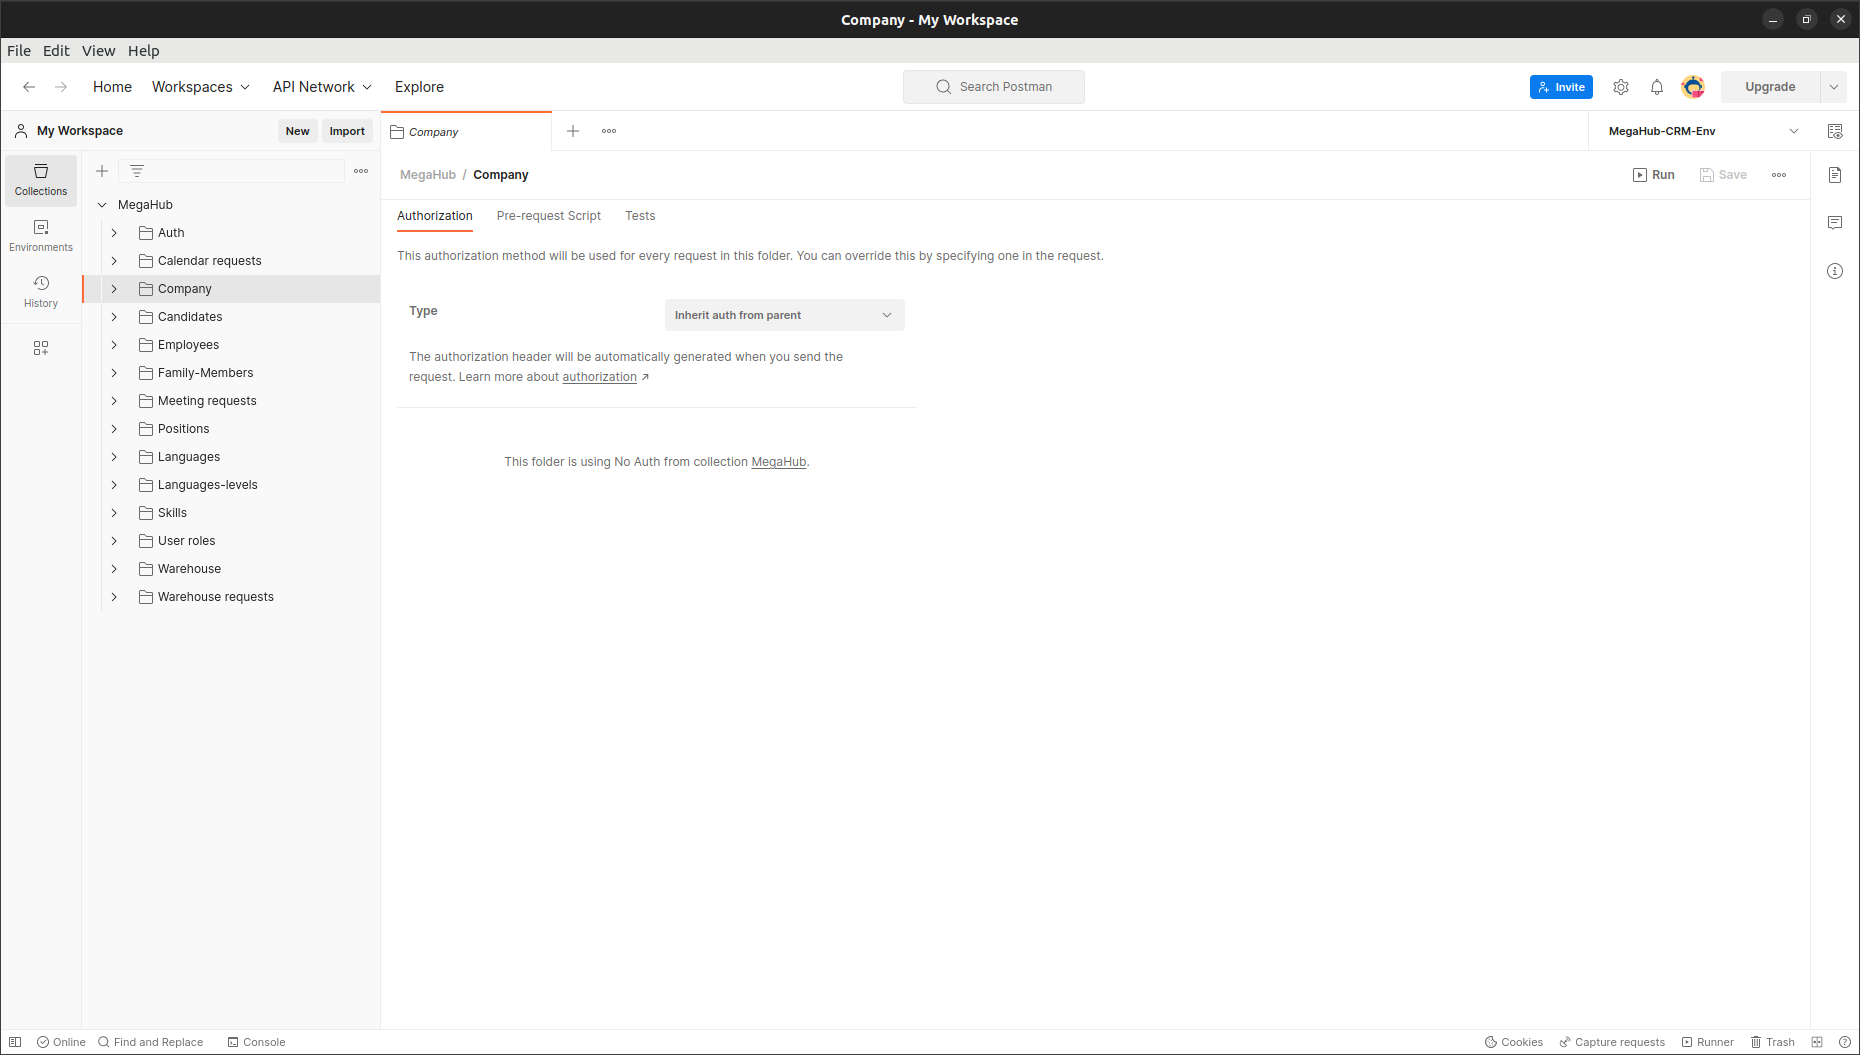 Company - My Workspace
File Edit View Help
Home Workspaces API Network Explore Search Postman Invite Upgrade
My Workspace New Import Company MegaHub-CRM-Env
Collections
Environments
History
MegaHub
Auth
Calendar requests
Company
Candidates
Employees
Family-Members
Meeting requests
Positions
Languages
Languages-levels
Skills
User roles
Warehouse
Warehouse requests
MegaHub / Company Run Save
Authorization Pre-request Script Tests
This authorization method will be used for every request in this folder. You can override this by specifying one in the request.
Type Inherit auth from parent
The authorization header will be automatically generated when you send the
request. Learn more about authorization ↗
This folder is using No Auth from collection MegaHub.
Online Find and Replace Console Cookies Capture requests Runner Trash